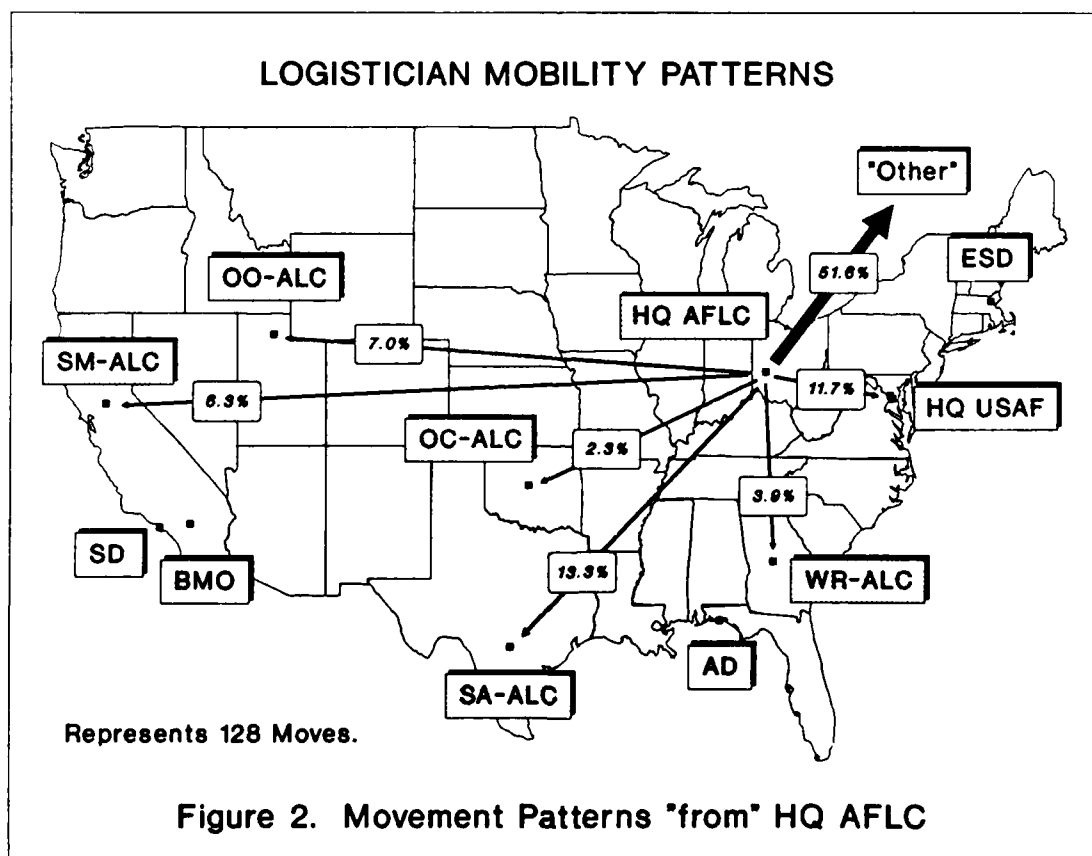 LOGISTICIAN MOBILITY PATTERNS
"Other"
51.6%
ESD
OO-ALC
HQ AFLC
7.0%
SM-ALC
6.3%
11.7%
HQ USAF
OC-ALC
2.3%
3.9%
SD
BMO
13.3%
WR-ALC
AD
SA-ALC
Represents 128 Moves.
Figure 2. Movement Patterns "from" HQ AFLC